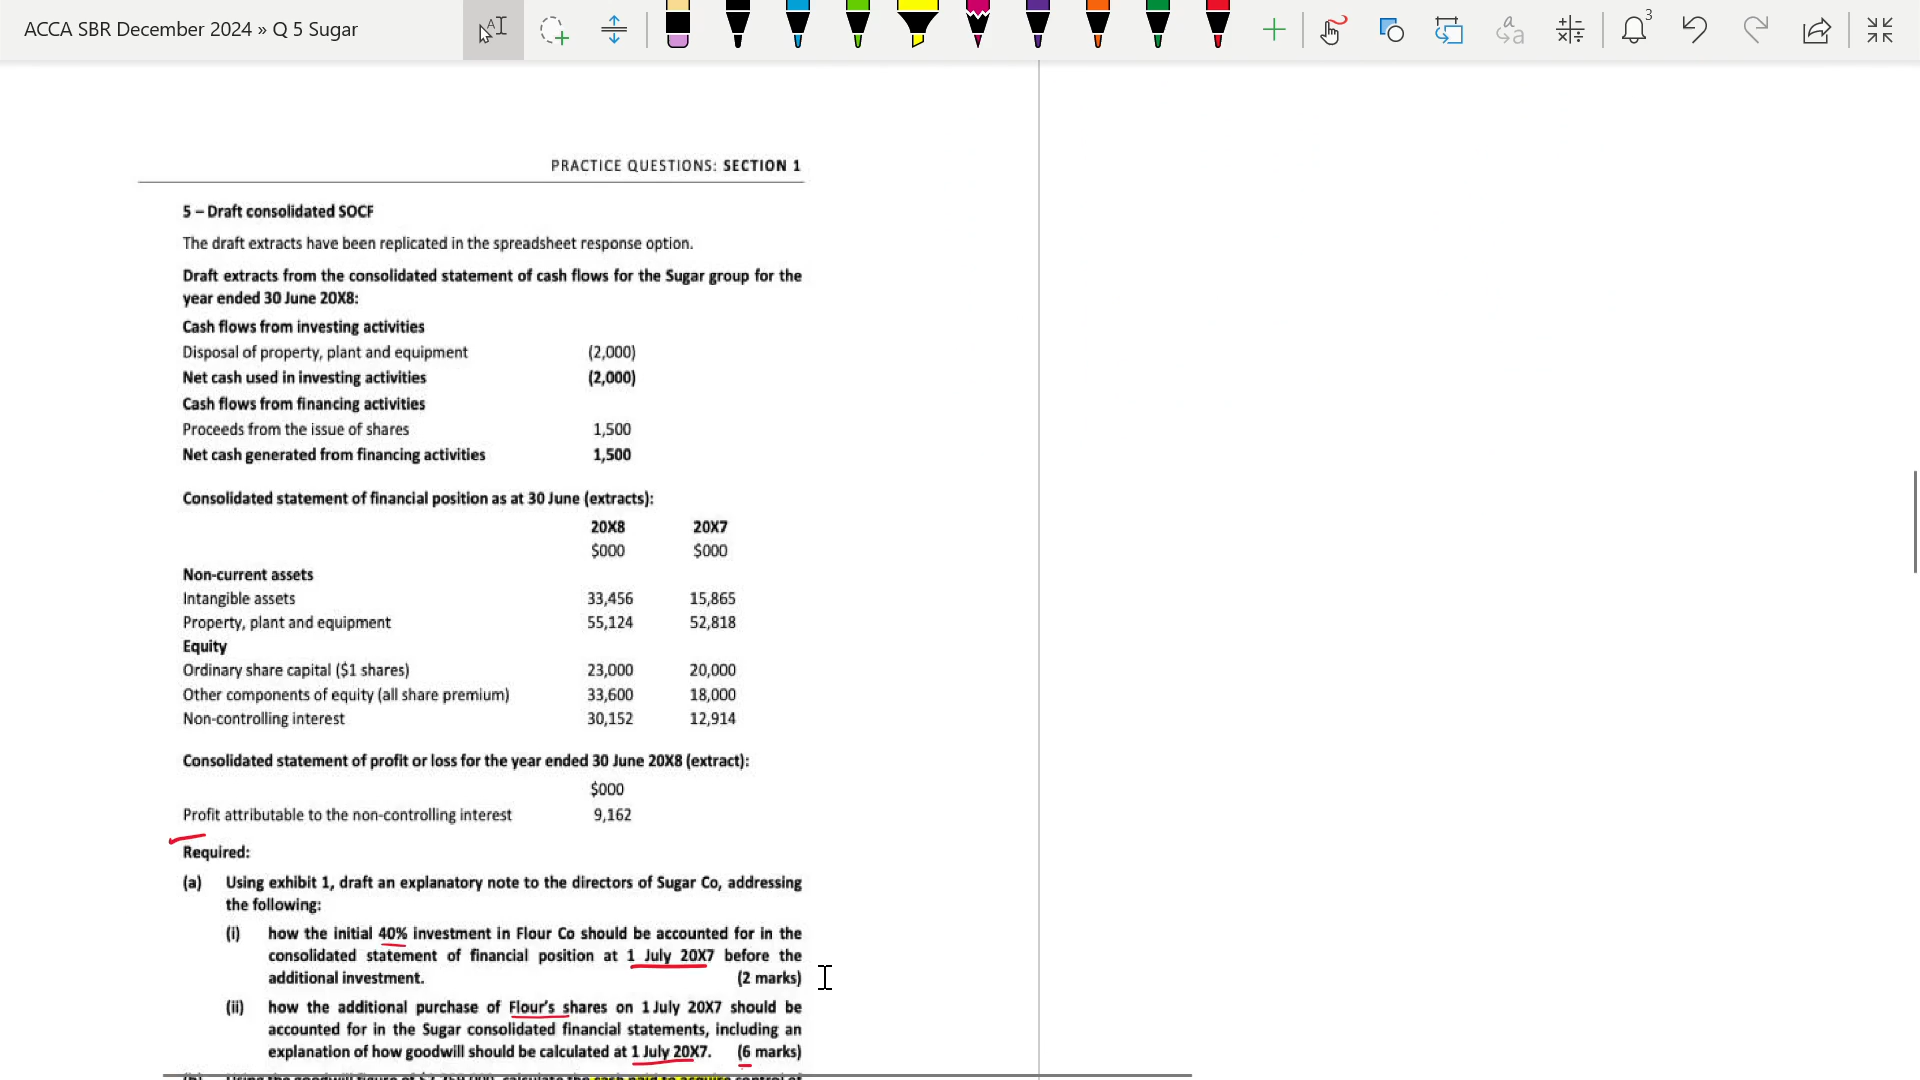 ACCA SBR December 2024 » Q 5 Sugar
3
PRACTICE QUESTIONS: SECTION 1
5 – Draft consolidated SOCF
The draft extracts have been replicated in the spreadsheet response option.
Draft extracts from the consolidated statement of cash flows for the Sugar group for the
year ended 30 June 20X8:
Cash flows from investing activities
Disposal of property, plant and equipment (2,000)
Net cash used in investing activities (2,000)
Cash flows from financing activities
Proceeds from the issue of shares 1,500
Net cash generated from financing activities 1,500
Consolidated statement of financial position as at 30 June (extracts):
20X8 20X7
$000 $000
Non-current assets
Intangible assets 33,456 15,865
Property, plant and equipment 55,124 52,818
Equity
Ordinary share capital ($1 shares) 23,000 20,000
Other components of equity (all share premium) 33,600 18,000
Non-controlling interest 30,152 12,914
Consolidated statement of profit or loss for the year ended 30 June 20X8 (extract):
$000
Profit attributable to the non-controlling interest 9,162
Required:
(a) Using exhibit 1, draft an explanatory note to the directors of Sugar Co, addressing
the following:
(i) how the initial 40% investment in Flour Co should be accounted for in the
consolidated statement of financial position at 1 July 20X7 before the
additional investment. (2 marks)
(ii) how the additional purchase of Flour's shares on 1 July 20X7 should be
accounted for in the Sugar consolidated financial statements, including an
explanation of how goodwill should be calculated at 1 July 20X7. (6 marks)